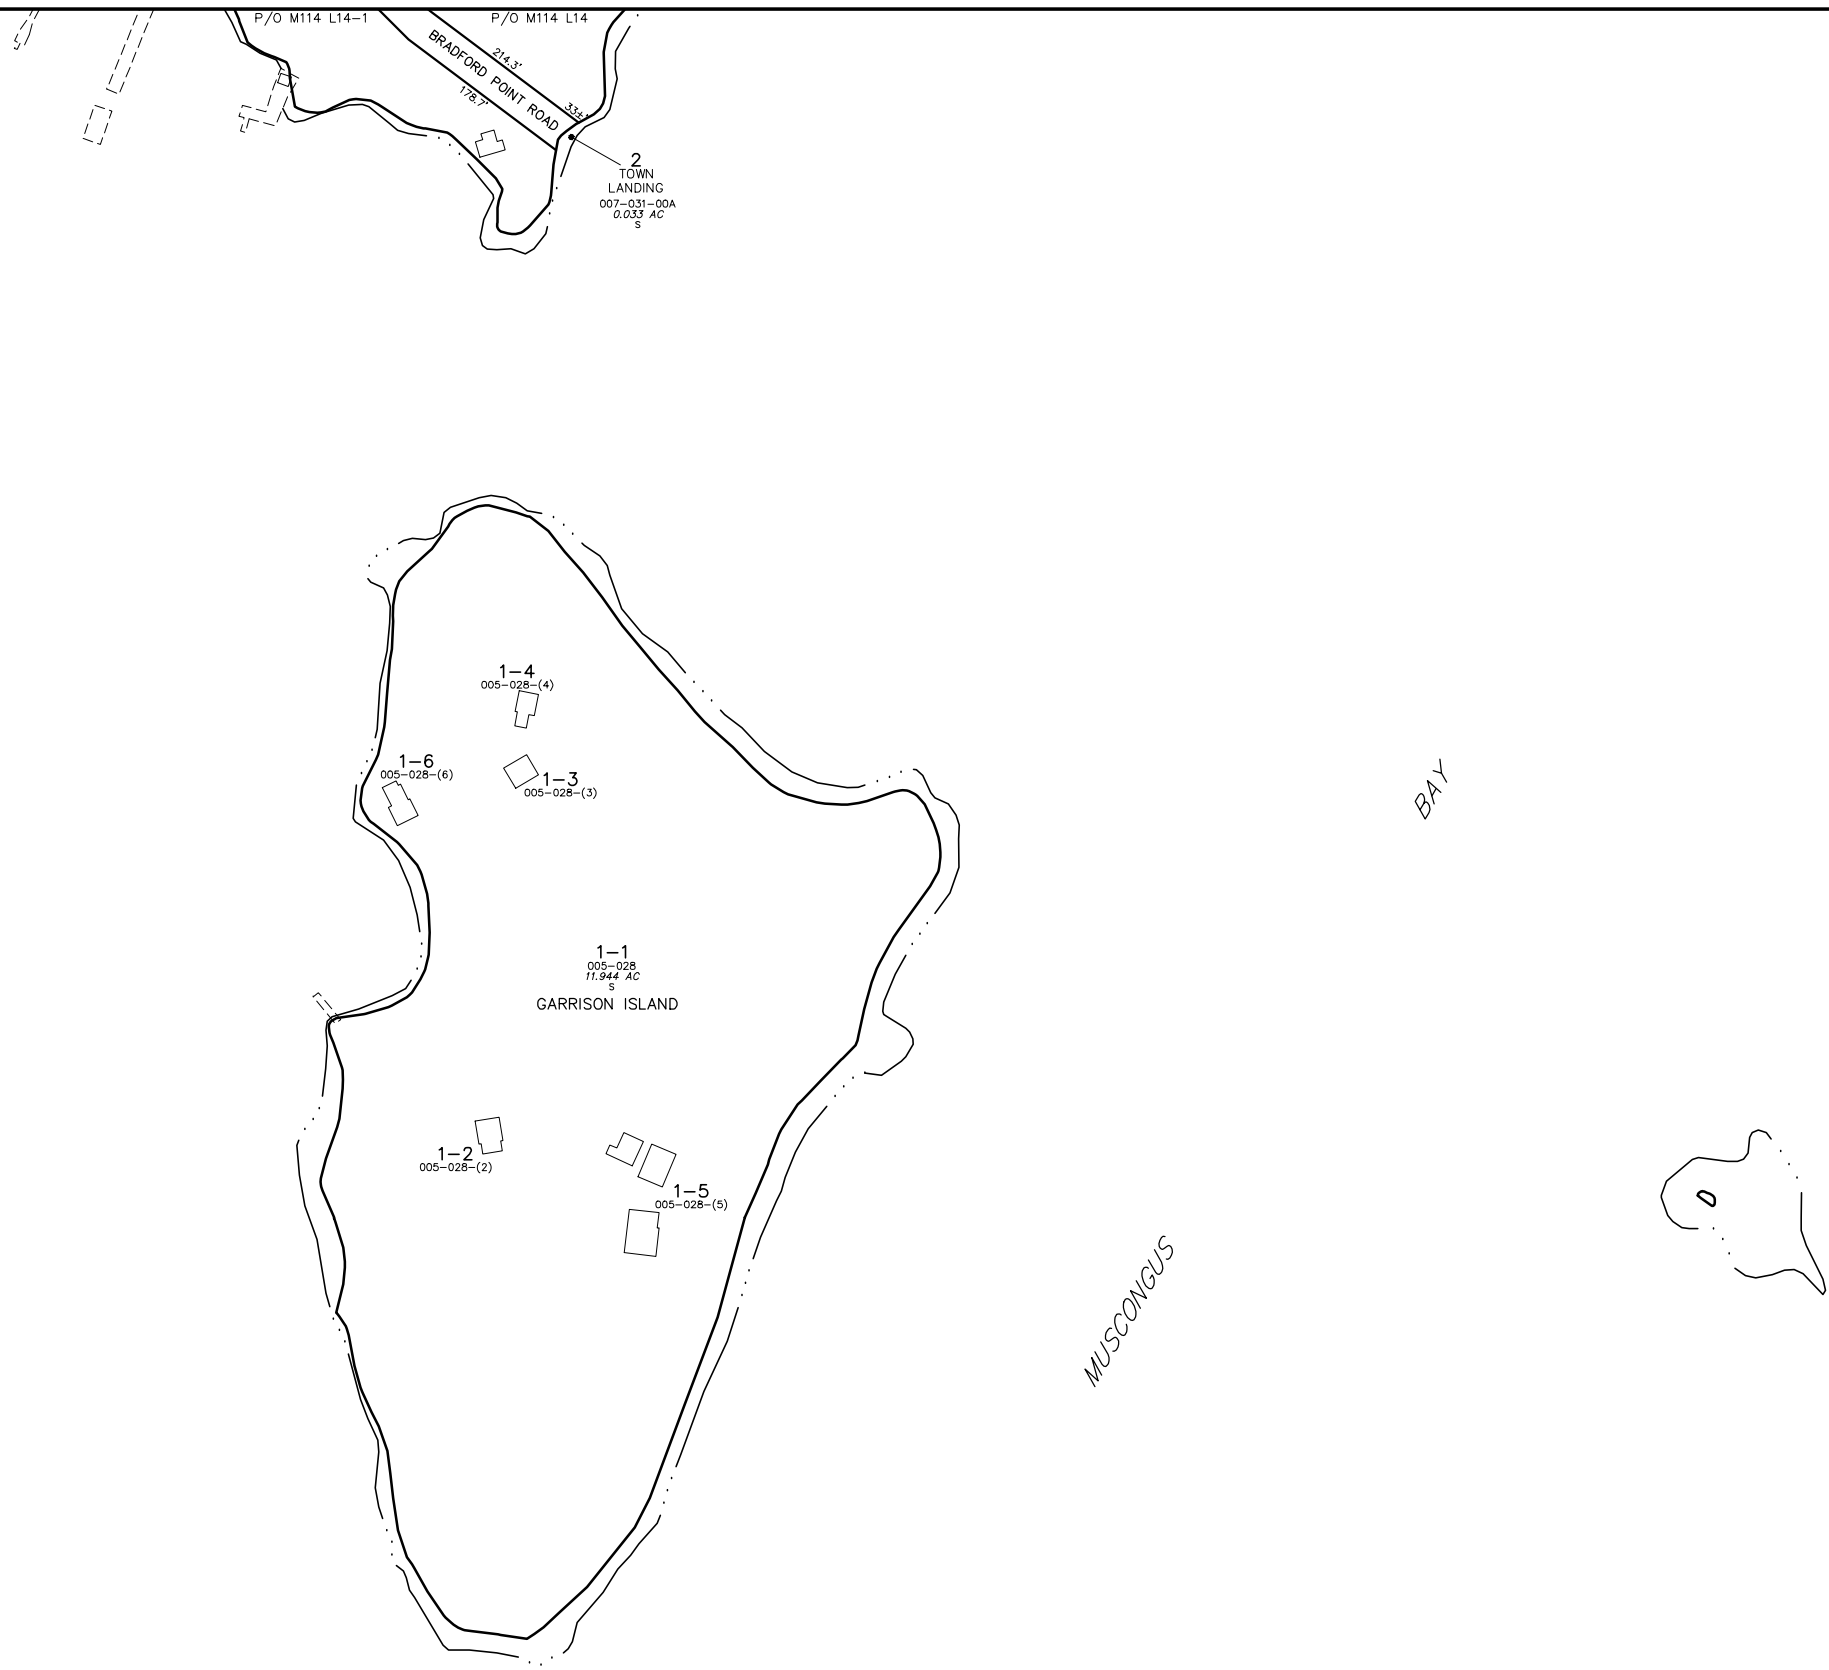 P/O M114 L14-1
P/O M114 L14
BRADFORD POINT ROAD
214.3'
178.7'
33±'
2
TOWN
LANDING
007-031-00A
0.033 AC
S
1-4
005-028-(4)
1-6
005-028-(6)
1-3
005-028-(3)
BAY
1-1
005-028
11.944 AC
S
GARRISON ISLAND
1-2
005-028-(2)
1-5
005-028-(5)
MUSCONGUS